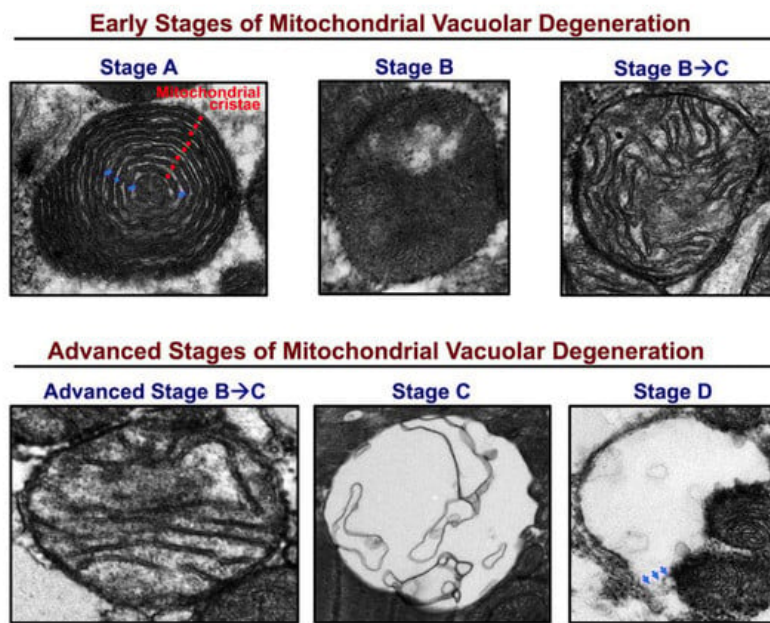 Early Stages of Mitochondrial Vacuolar Degeneration
Stage A
Stage B
Stage B→C
Mitochondrial
cristae
Advanced Stages of Mitochondrial Vacuolar Degeneration
Advanced Stage B→C
Stage C
Stage D